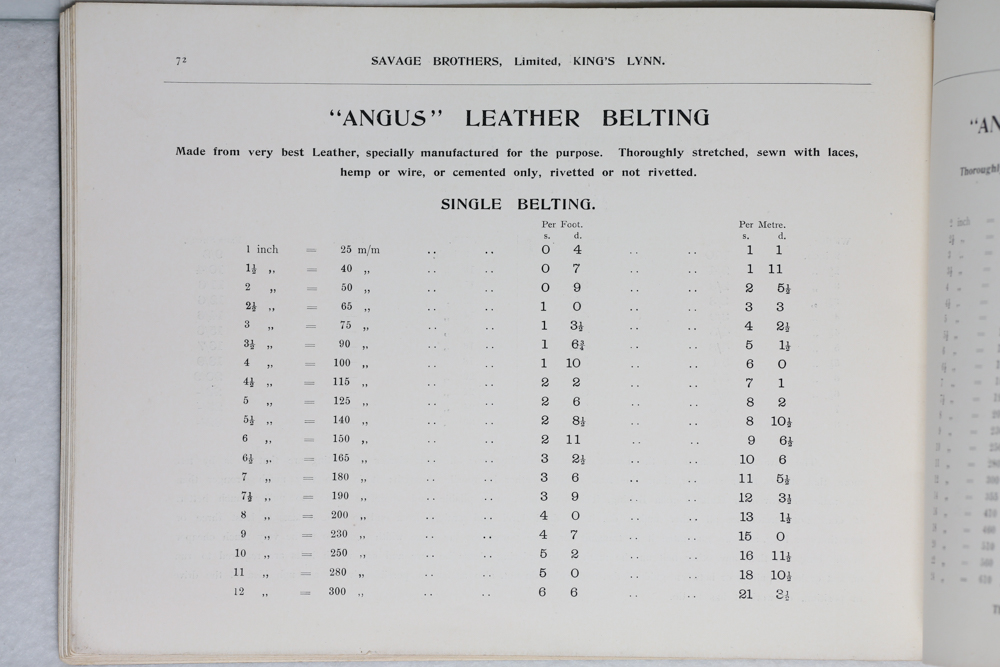 72 SAVAGE BROTHERS, Limited, KING'S LYNN.
"ANGUS" LEATHER BELTING
Made from very best Leather, specially manufactured for the purpose. Thoroughly stretched, sewn with laces,
hemp or wire, or cemented only, rivetted or not rivetted.
SINGLE BELTING.
Per Foot. Per Metre.
s. d. s. d.
1 inch = 25 m/m .. .. 0 4 .. .. 1 1
1½ „ = 40 „ .. .. 0 7 .. .. 1 11
2 „ = 50 „ .. .. 0 9 .. .. 2 5½
2½ „ = 65 „ .. .. 1 0 .. .. 3 3
3 „ = 75 „ .. .. 1 3½ .. .. 4 2½
3½ „ = 90 „ .. .. 1 6¾ .. .. 5 1½
4 „ = 100 „ .. .. 1 10 .. .. 6 0
4½ „ = 115 „ .. .. 2 2 .. .. 7 1
5 „ = 125 „ .. .. 2 6 .. .. 8 2
5½ „ = 140 „ .. .. 2 8½ .. .. 8 10½
6 „ = 150 „ .. .. 2 11 .. .. 9 6½
6½ „ = 165 „ .. .. 3 2½ .. .. 10 6
7 „ = 180 „ .. .. 3 6 .. .. 11 5½
7½ „ = 190 „ .. .. 3 9 .. .. 12 3½
8 „ = 200 „ .. .. 4 0 .. .. 13 1½
9 „ = 230 „ .. .. 4 7 .. .. 15 0
10 „ = 250 „ .. .. 5 2 .. .. 16 11½
11 „ = 280 „ .. .. 5 0 .. .. 18 10½
12 „ = 300 „ .. .. 6 6 .. .. 21 3½
"AN